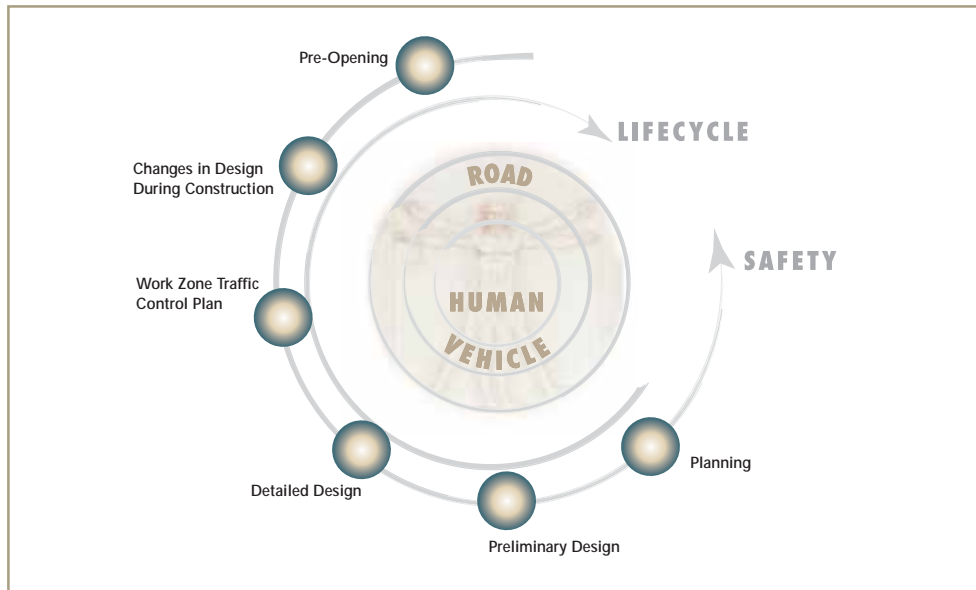 Pre-Opening
LIFECYCLE
Changes in Design
During Construction
ROAD
SAFETY
Work Zone Traffic
Control Plan
HUMAN
VEHICLE
Planning
Detailed Design
Preliminary Design